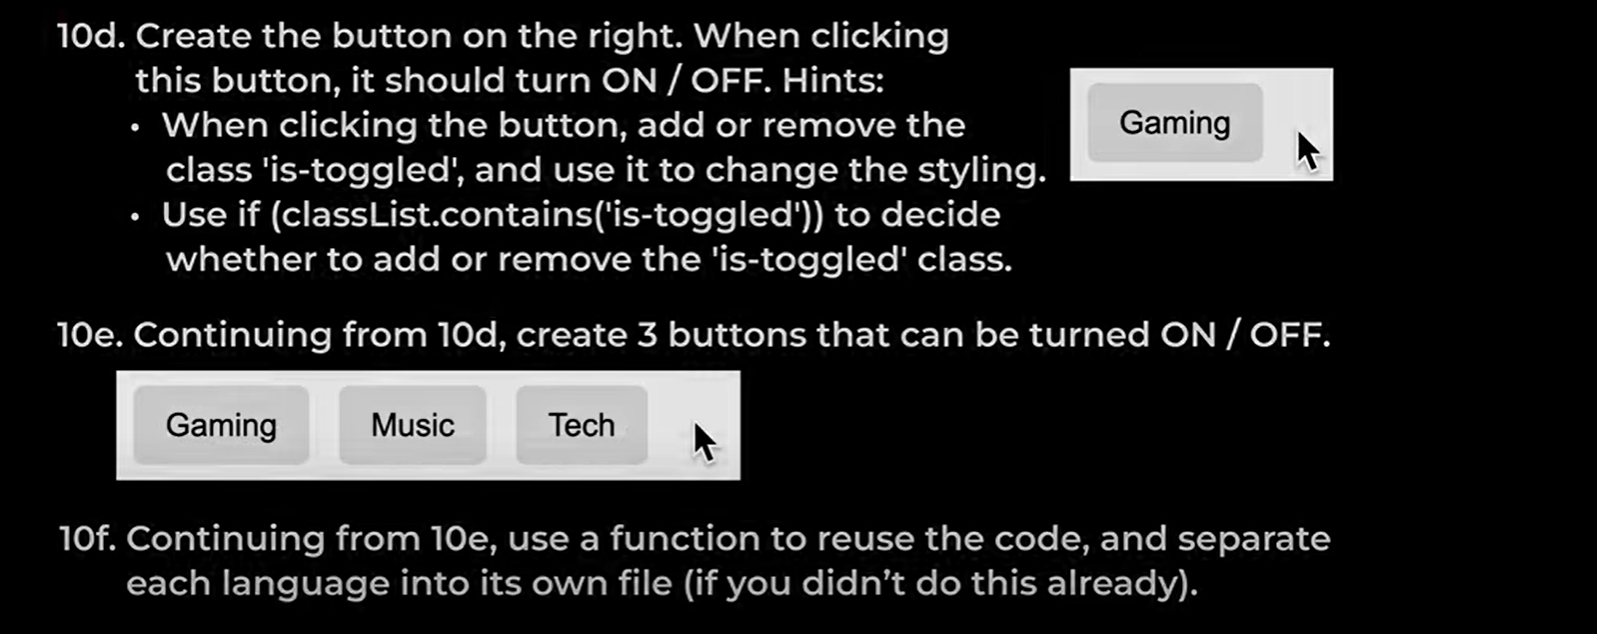 10d. Create the button on the right. When clicking
this button, it should turn ON / OFF. Hints:
• When clicking the button, add or remove the
class 'is-toggled', and use it to change the styling.
Gaming
• Use if (classList.contains('is-toggled')) to decide
whether to add or remove the 'is-toggled' class.
10e. Continuing from 10d, create 3 buttons that can be turned ON / OFF.
Gaming Music Tech
10f. Continuing from 10e, use a function to reuse the code, and separate
each language into its own file (if you didn’t do this already).